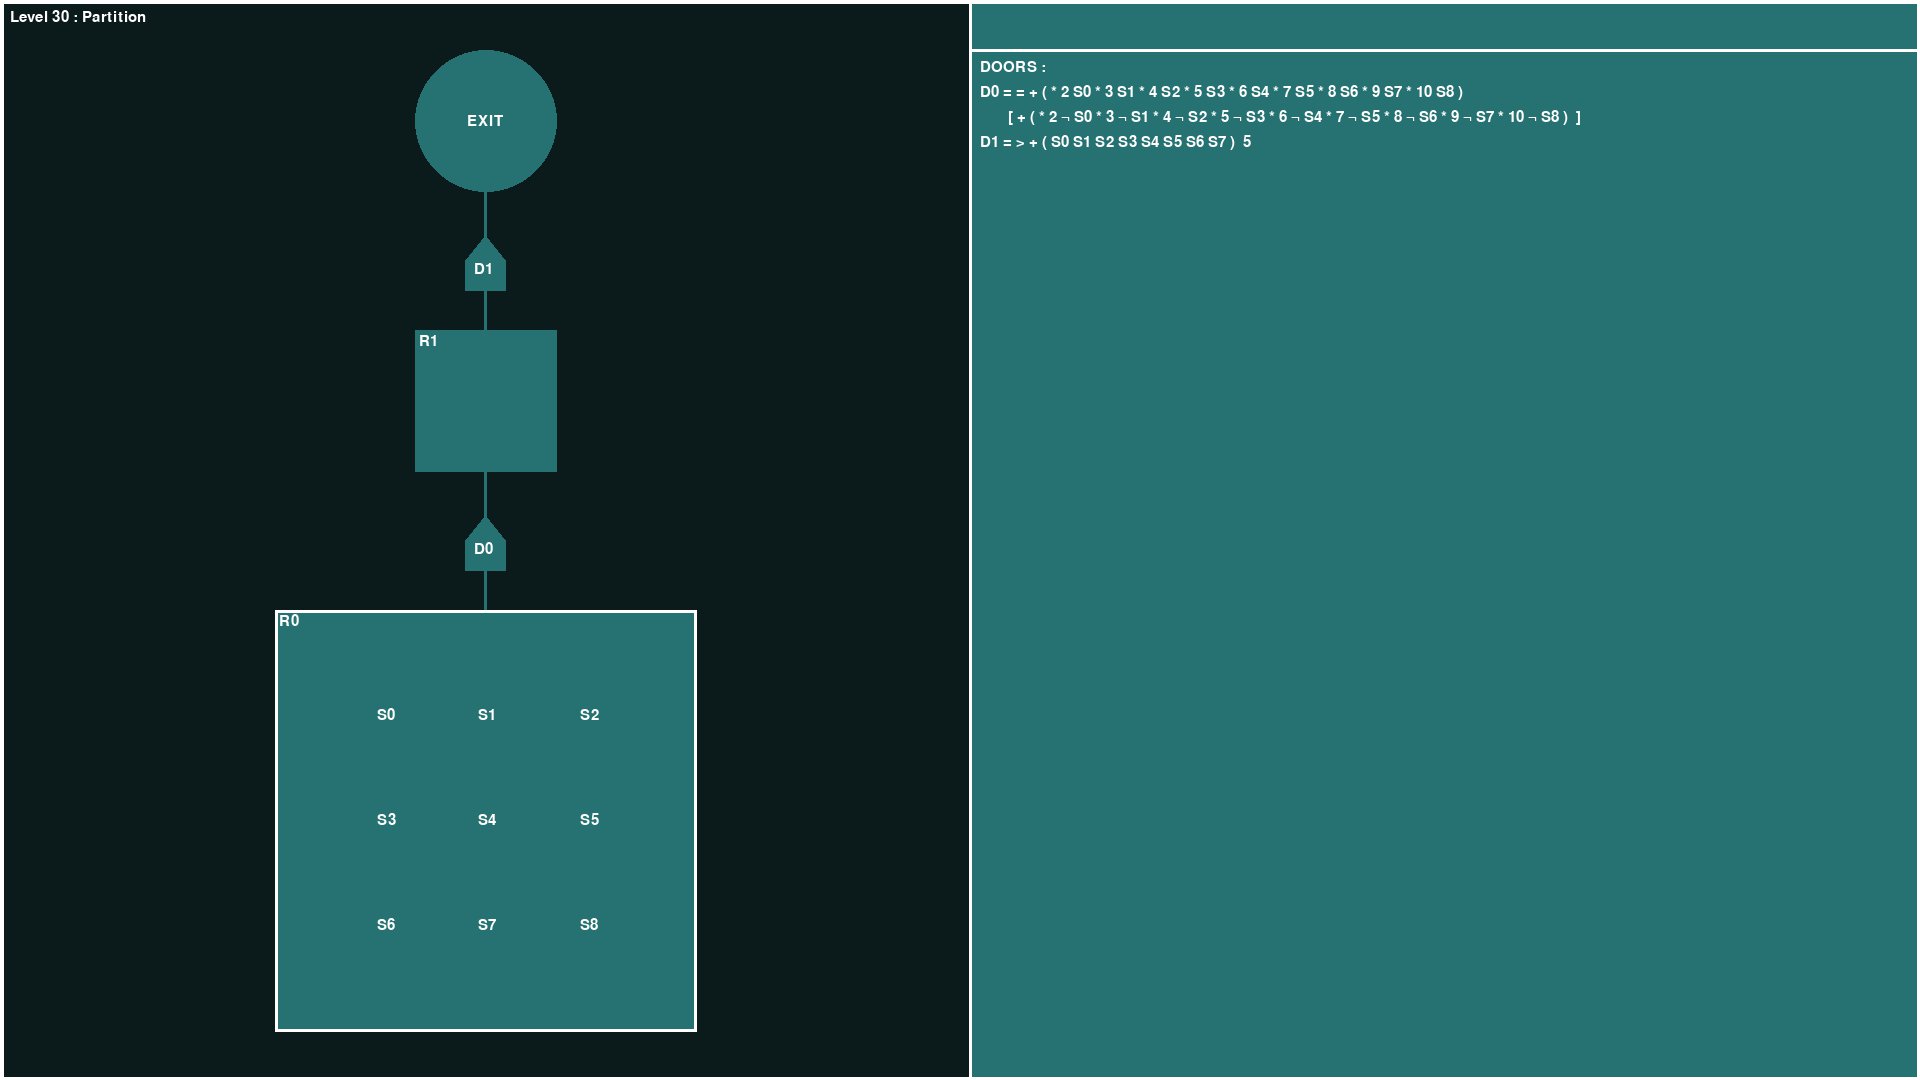 Level 30 : Partition
EXIT
D1
R1
D0
R0
S0 S1 S2
S3 S4 S5
S6 S7 S8
DOORS :
D0 = = + ( * 2 S0 * 3 S1 * 4 S2 * 5 S3 * 6 S4 * 7 S5 * 8 S6 * 9 S7 * 10 S8 )
[ + ( * 2 ¬ S0 * 3 ¬ S1 * 4 ¬ S2 * 5 ¬ S3 * 6 ¬ S4 * 7 ¬ S5 * 8 ¬ S6 * 9 ¬ S7 * 10 ¬ S8 ) ]
D1 = > + ( S0 S1 S2 S3 S4 S5 S6 S7 ) 5